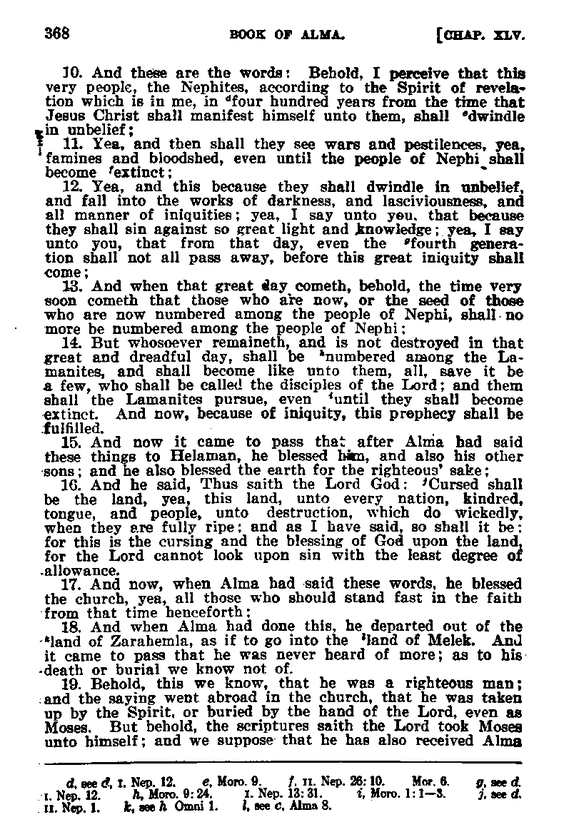 368 BOOK OF ALMA. [CHAP. XLV.
10. And these are the words: Behold, I perceive that this
very people, the Nephites, according to the Spirit of revela-
tion which is in me, in ᵈfour hundred years from the time that
Jesus Christ shall manifest himself unto them, shall ᵉdwindle
in unbelief;
11. Yea, and then shall they see wars and pestilences, yea,
famines and bloodshed, even until the people of Nephi shall
become ᶠextinct;
12. Yea, and this because they shall dwindle in unbelief,
and fall into the works of darkness, and lasciviousness, and
all manner of iniquities; yea, I say unto you, that because
they shall sin against so great light and knowledge; yea, I say
unto you, that from that day, even the ᵍfourth genera-
tion shall not all pass away, before this great iniquity shall
come;
13. And when that great day cometh, behold, the time very
soon cometh that those who are now, or the seed of those
who are now numbered among the people of Nephi, shall no
more be numbered among the people of Nephi;
14. But whosoever remaineth, and is not destroyed in that
great and dreadful day, shall be ʰnumbered among the La-
manites, and shall become like unto them, all, save it be
a few, who shall be called the disciples of the Lord; and them
shall the Lamanites pursue, even ⁱuntil they shall become
extinct. And now, because of iniquity, this prophecy shall be
fulfilled.
15. And now it came to pass that after Alma had said
these things to Helaman, he blessed him, and also his other
sons; and he also blessed the earth for the righteous' sake;
16. And he said, Thus saith the Lord God: ʲCursed shall
be the land, yea, this land, unto every nation, kindred,
tongue, and people, unto destruction, which do wickedly,
when they are fully ripe; and as I have said, so shall it be;
for this is the cursing and the blessing of God upon the land,
for the Lord cannot look upon sin with the least degree of
allowance.
17. And now, when Alma had said these words, he blessed
the church, yea, all those who should stand fast in the faith
from that time henceforth;
18. And when Alma had done this, he departed out of the
ᵏland of Zarahemla, as if to go into the ˡland of Melek. And
it came to pass that he was never heard of more; as to his
death or burial we know not of.
19. Behold, this we know, that he was a righteous man;
and the saying went abroad in the church, that he was taken
up by the Spirit, or buried by the hand of the Lord, even as
Moses. But behold, the scriptures saith the Lord took Moses
unto himself; and we suppose that he has also received Alma
d, see d, I. Nep. 12. e, Moro. 9. f, II. Nep. 26:10. Mor. 6. g, see d.
I. Nep. 12. h, Moro. 9:24. I. Nep. 13:31. i, Moro. 1:1—3. j, see d.
II. Nep. 1. k, see h Omni 1. l, see c, Alma 8.